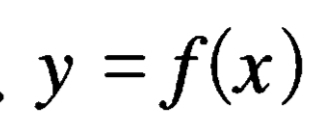 y = f(x)